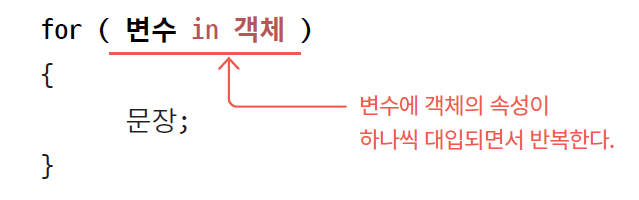 for ( 변수 in 객체 )
{
문장;
}
변수에 객체의 속성이
하나씩 대입되면서 반복한다.